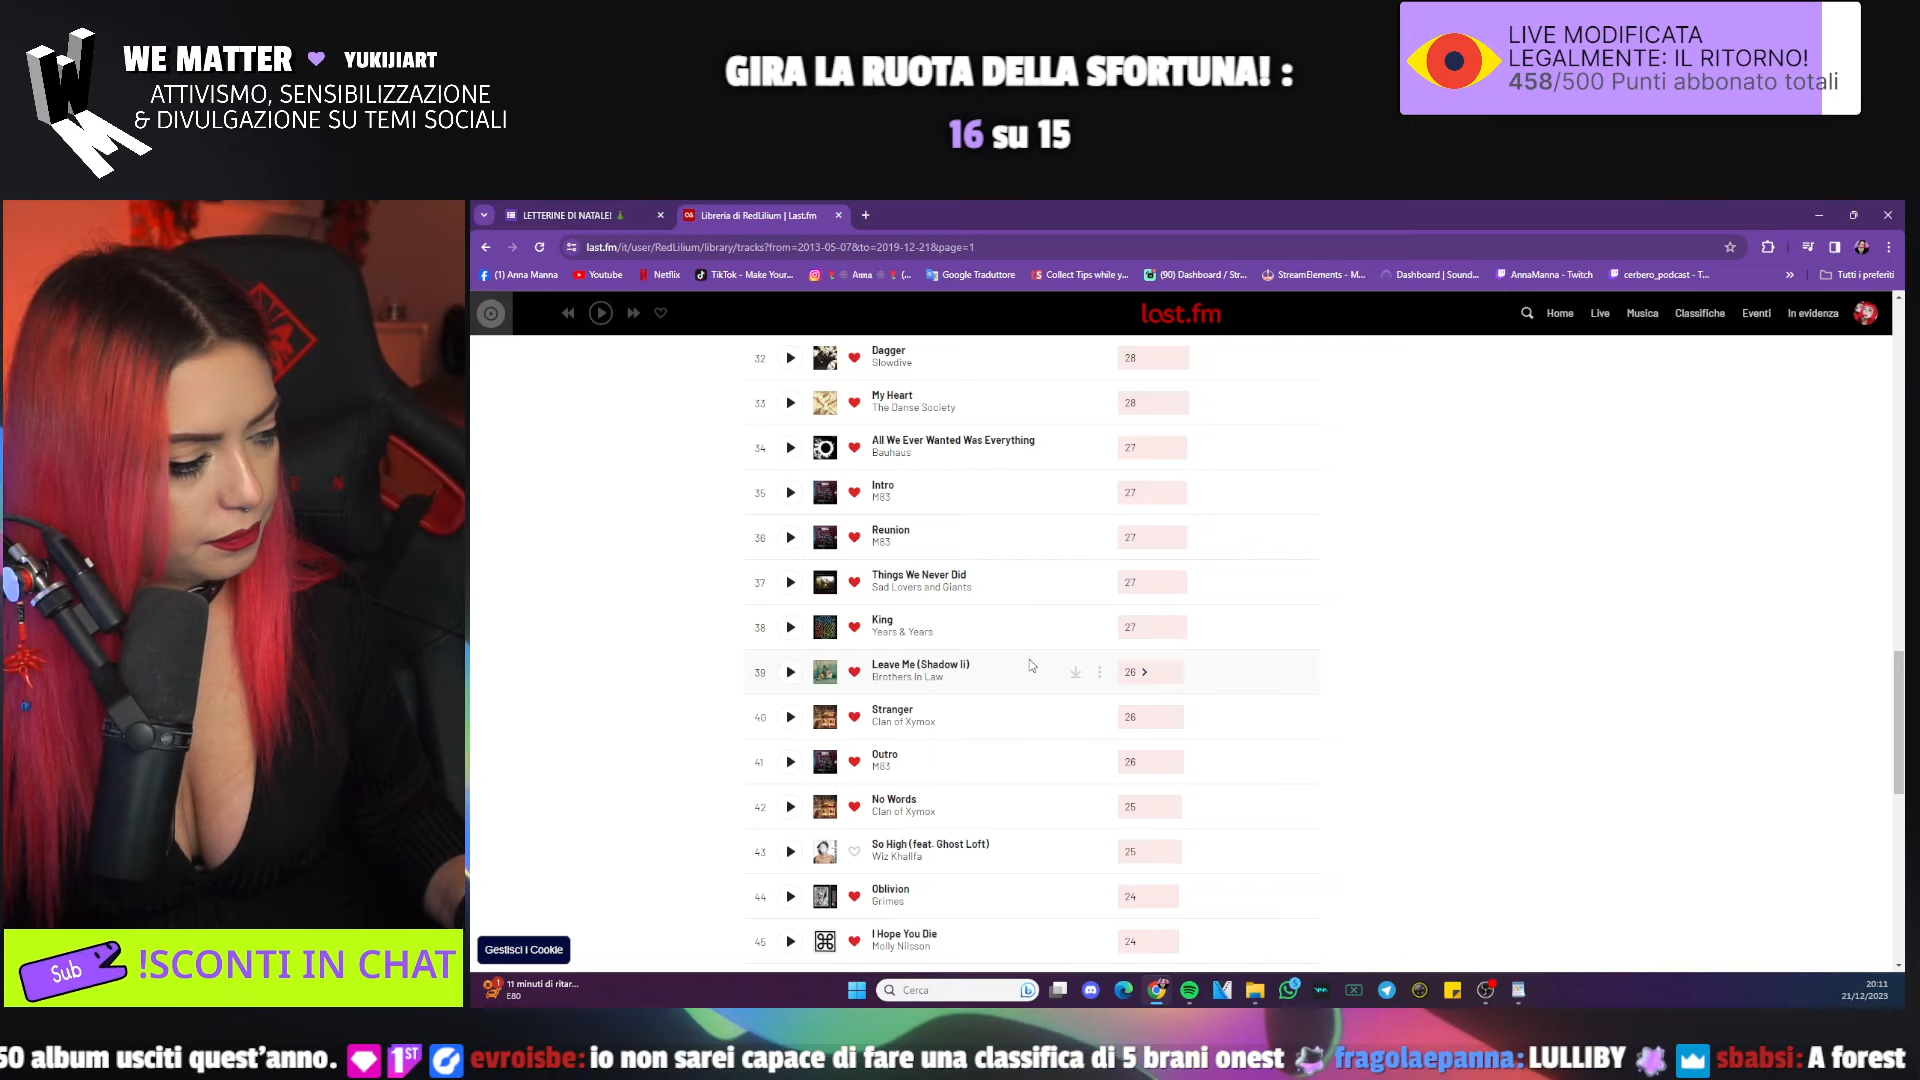 WE MATTER YUKIJIART
ATTIVISMO, SENSIBILIZZAZIONE
& DIVULGAZIONE SU TEMI SOCIALI
GIRA LA RUOTA DELLA SFORTUNA! :
16 su 15
LIVE MODIFICATA
LEGALMENTE: IL RITORNO!
458/500 Punti abbonato totali
LETTERINE DI NATALE!
Libreria di RedLilium | Last.fm
last.fm/it/user/RedLilium/library/tracks?from=2013-05-07&to=2019-12-21&page=1
(1) Anna Manna
Youtube
Netflix
TikTok - Make Your...
Anna
(...
Google Traduttore
Collect Tips while y...
(90) Dashboard / Str...
StreamElements - M...
Dashboard | Sound...
AnnaManna - Twitch
cerbero_podcast - T...
»
Tutti i preferiti
last.fm
Home
Live
Musica
Classifiche
Eventi
In evidenza
32 Dagger 28
Slowdive
33 My Heart 28
The Danse Society
34 All We Ever Wanted Was Everything 27
Bauhaus
35 Intro 27
M83
36 Reunion 27
M83
37 Things We Never Did 27
Sad Lovers and Giants
38 King 27
Years & Years
39 Leave Me (Shadow Ii) 26
Brothers In Law
40 Stranger 26
Clan of Xymox
41 Outro 26
M83
42 No Words 25
Clan of Xymox
43 So High (feat. Ghost Loft) 25
Wiz Khalifa
44 Oblivion 24
Grimes
45 I Hope You Die 24
Molly Nilsson
Gestisci i Cookie
Sub
!SCONTI IN CHAT
11 minuti di ritar...
E80
Cerca
20:11
21/12/2023
50 album usciti quest'anno. 1ST evroisbe: io non sarei capace di fare una classifica di 5 brani onest fragolaepanna: LULLIBY sbabsi: A forest